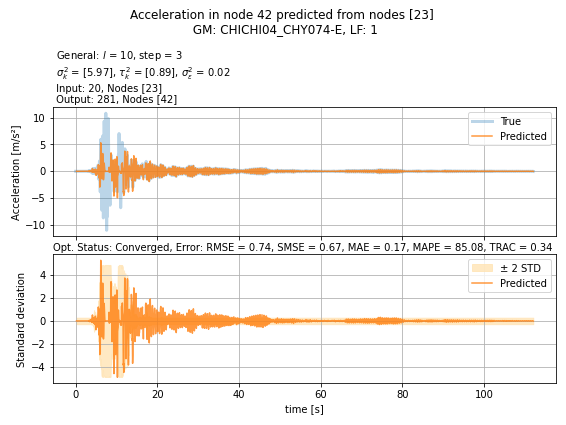 Acceleration in node 42 predicted from nodes [23]
GM: CHICHI04_CHY074-E, LF: 1
General: l = 10, step = 3
σ²ₖ = [5.97], τ²ₖ = [0.89], σ²ε = 0.02
Input: 20, Nodes [23]
Output: 281, Nodes [42]
10
5
0
−5
−10
Acceleration [m/s²]
True
Predicted
Opt. Status: Converged, Error: RMSE = 0.74, SMSE = 0.67, MAE = 0.17, MAPE = 85.08, TRAC = 0.34
4
2
0
−2
−4
Standard deviation
± 2 STD
Predicted
0 20 40 60 80 100
time [s]